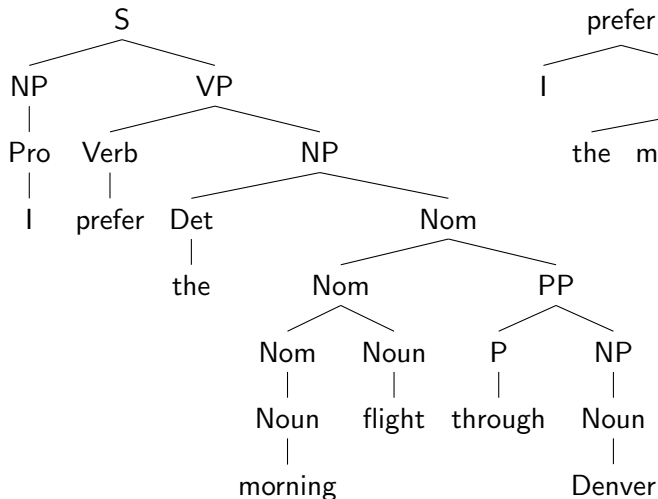 S prefer
NP VP I
Pro Verb NP the
I prefer Det Nom
the Nom PP
Nom Noun P NP
Noun flight through Noun
morning Denver